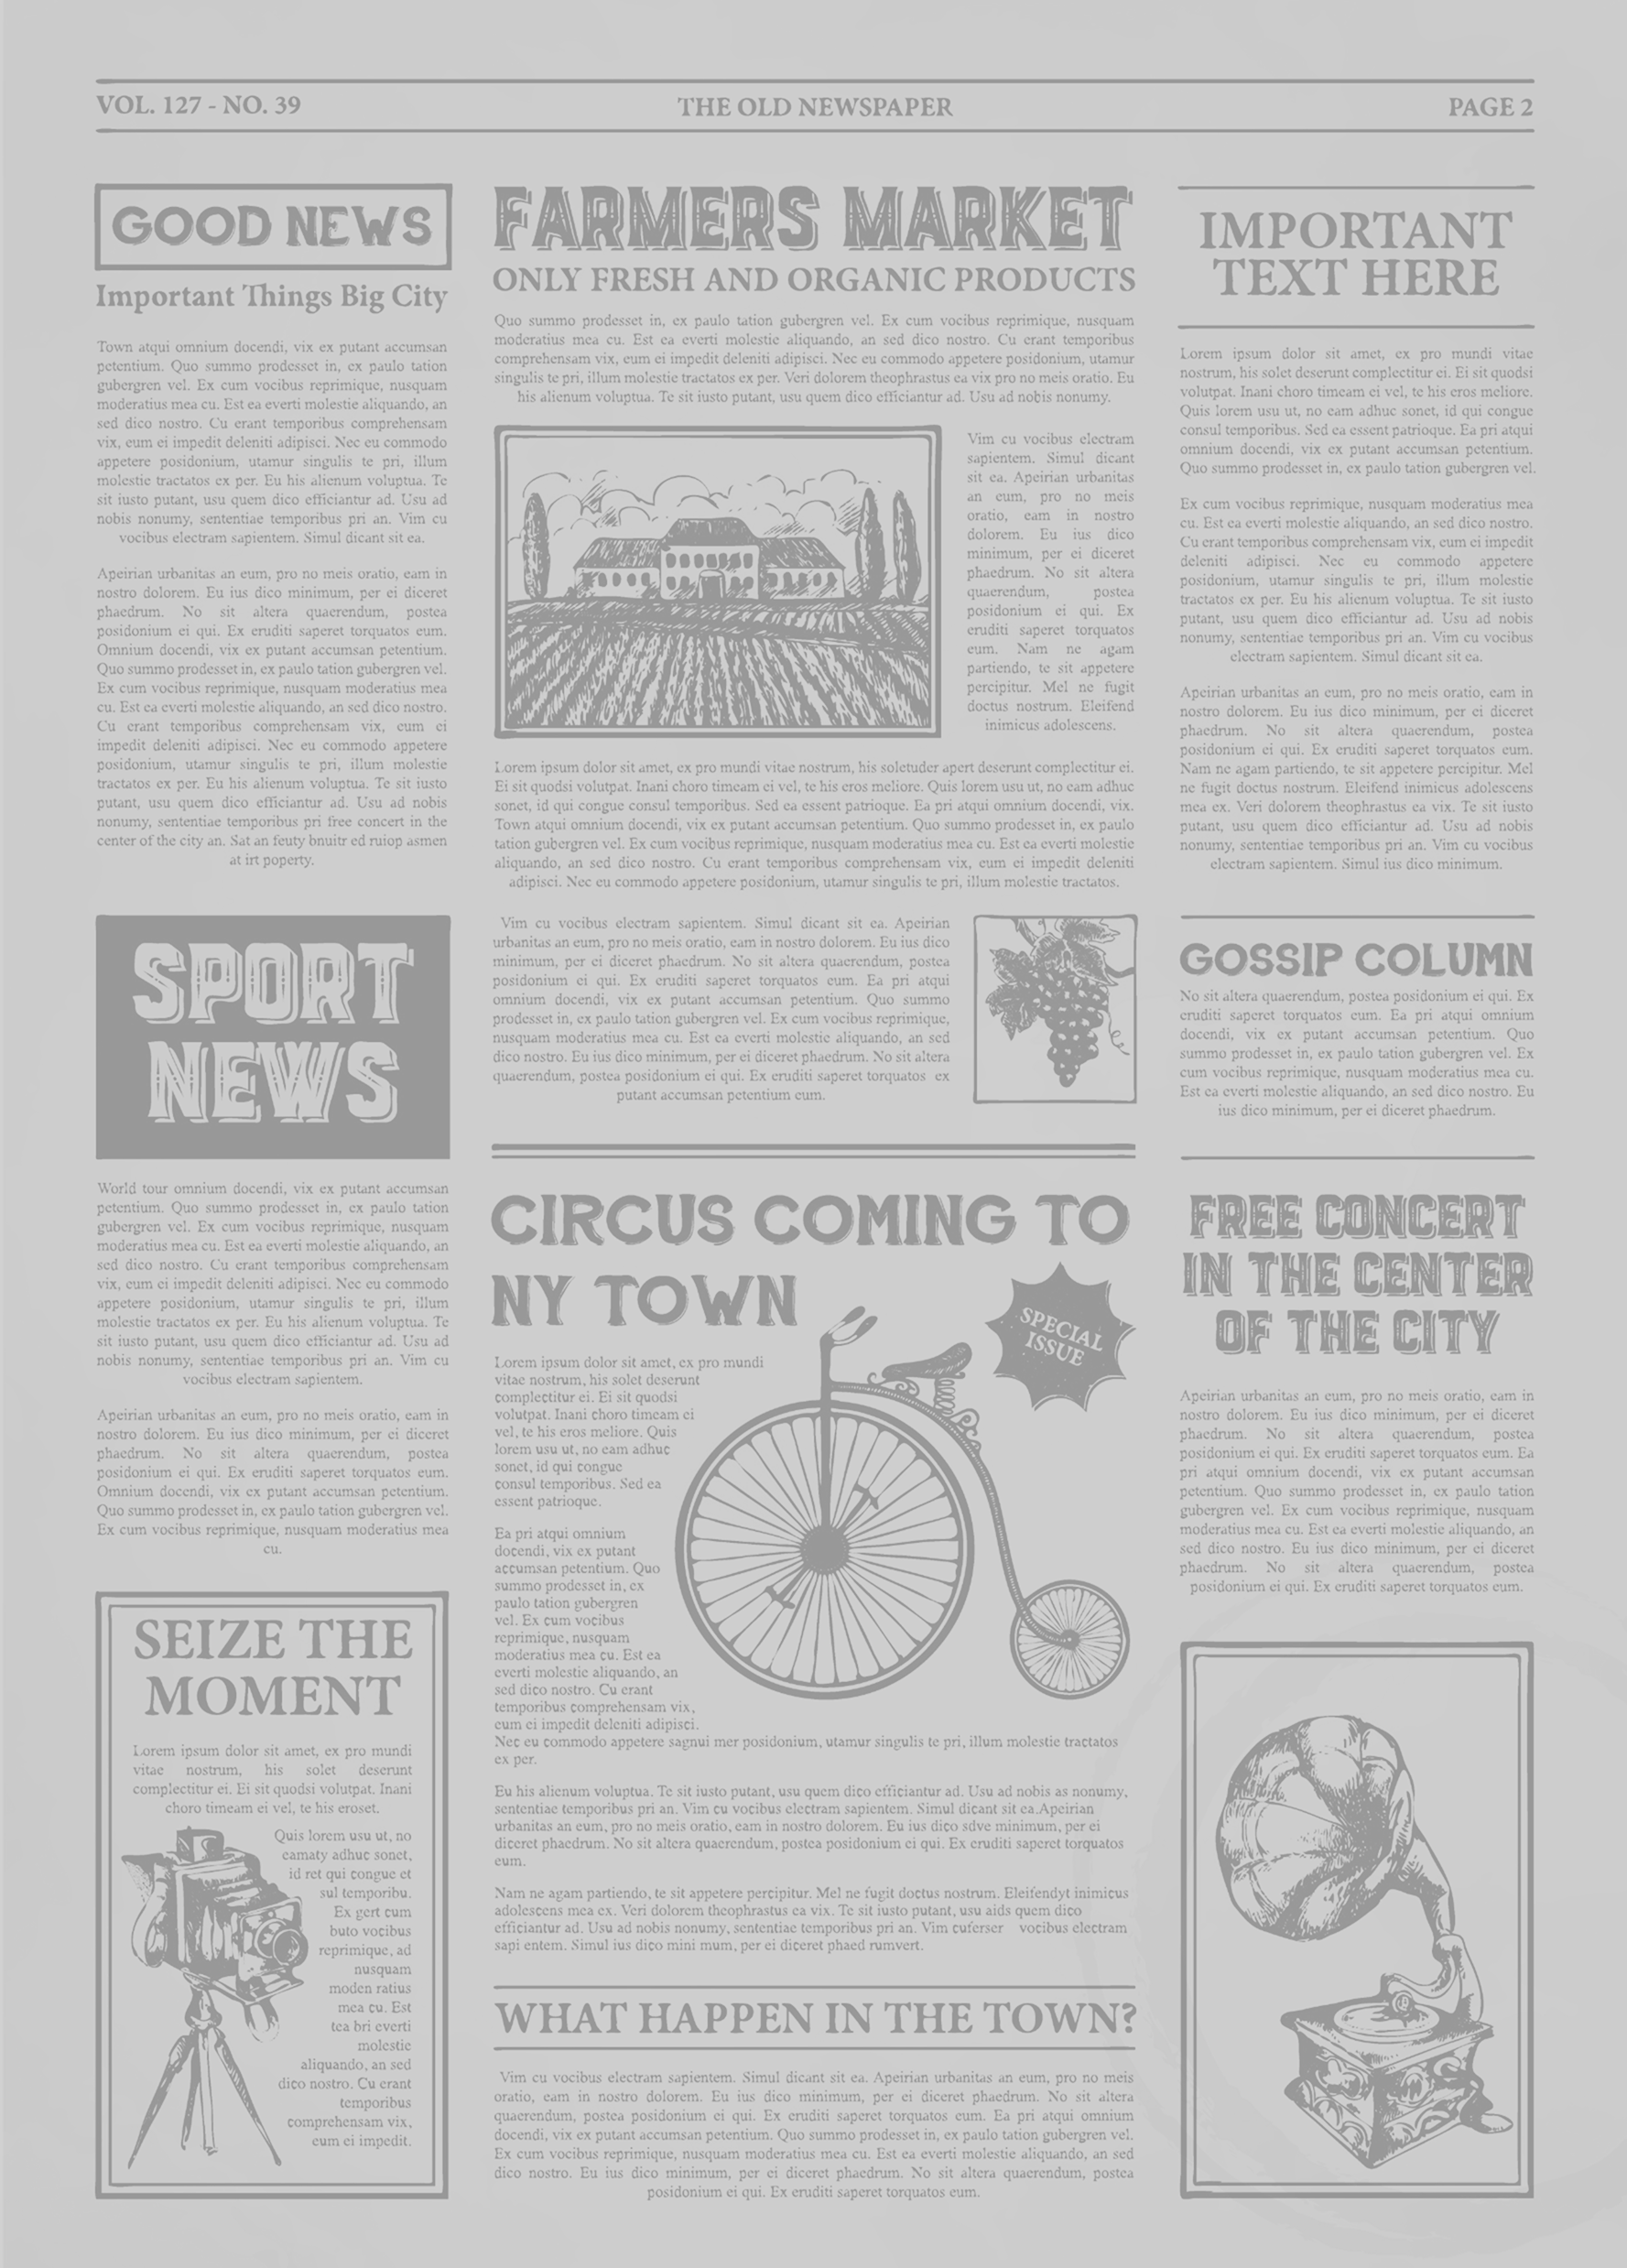 VOL. 127 - NO. 39
THE OLD NEWSPAPER
PAGE 2
GOOD NEWS
Important Things Big City
Town atqui omnium docendi, vix ex putant accumsan
petentium. Quo summo prodesset in, ex paulo tation
gubergren vel. Ex cum vocibus reprimique, nusquam
moderatius mea cu. Est ea everti molestie aliquando, an
sed dico nostro. Cu erant temporibus comprehensam
vix, eum ei impedit deleniti adipisci. Nec eu commodo
appetere posidonium, utamur singulis te pri, illum
molestie tractatos ex per. Eu his alienum voluptua. Te
sit iusto putant, usu quem dico efficiantur ad. Usu ad
nobis nonumy, sententiae temporibus pri an. Vim cu
vocibus electram sapientem. Simul dicant sit ea.
Apeirian urbanitas an eum, pro no meis oratio, eam in
nostro dolorem. Eu ius dico minimum, per ei diceret
phaedrum. No sit altera quaerendum, postea
posidonium ei qui. Ex eruditi saperet torquatos eum.
Omnium docendi, vix ex putant accumsan petentium.
Quo summo prodesset in, ex paulo tation gubergren vel.
Ex cum vocibus reprimique, nusquam moderatius mea
cu. Est ea everti molestie aliquando, an sed dico nostro.
Cu erant temporibus comprehensam vix, eum ei
impedit deleniti adipisci. Nec eu commodo appetere
posidonium, utamur singulis te pri, illum molestie
tractatos ex per. Eu his alienum voluptua. Te sit iusto
putant, usu quem dico efficiantur ad. Usu ad nobis
nonumy, sententiae temporibus pri free concert in the
center of the city an. Sat an feuty bnuitr ed ruiop asmen
at irt poperty.
SPORT
NEWS
World tour omnium docendi, vix ex putant accumsan
petentium. Quo summo prodesset in, ex paulo tation
gubergren vel. Ex cum vocibus reprimique, nusquam
moderatius mea cu. Est ea everti molestie aliquando, an
sed dico nostro. Cu erant temporibus comprehensam
vix, eum ei impedit deleniti adipisci. Nec eu commodo
appetere posidonium, utamur singulis te pri, illum
molestie tractatos ex per. Eu his alienum voluptua. Te
sit iusto putant, usu quem dico efficiantur ad. Usu ad
nobis nonumy, sententiae temporibus pri an. Vim cu
vocibus electram sapientem.
Apeirian urbanitas an eum, pro no meis oratio, eam in
nostro dolorem. Eu ius dico minimum, per ei diceret
phaedrum. No sit altera quaerendum, postea
posidonium ei qui. Ex eruditi saperet torquatos eum.
Omnium docendi, vix ex putant accumsan petentium.
Quo summo prodesset in, ex paulo tation gubergren vel.
Ex cum vocibus reprimique, nusquam moderatius mea
cu.
SEIZE THE
MOMENT
Lorem ipsum dolor sit amet, ex pro mundi
vitae nostrum, his solet deserunt
complectitur ei. Ei sit quodsi volutpat. Inani
choro timeam ei vel, te his eroset.
Quis lorem usu ut, no
eamaty adhuc sonet,
id ret qui congue et
sul temporibu.
Ex gert cum
buto vocibus
reprimique, ad
nusquam
moden ratius
mea cu. Est
tea bri everti
molestie
aliquando, an sed
dico nostro. Cu erant
temporibus
comprehensam vix,
eum ei impedit.
FARMERS MARKET
ONLY FRESH AND ORGANIC PRODUCTS
Quo summo prodesset in, ex paulo tation gubergren vel. Ex cum vocibus reprimique, nusquam
moderatius mea cu. Est ea everti molestie aliquando, an sed dico nostro. Cu erant temporibus
comprehensam vix, eum ei impedit deleniti adipisci. Nec eu commodo appetere posidonium, utamur
singulis te pri, illum molestie tractatos ex per. Veri dolorem theophrastus ea vix pro no meis oratio. Eu
his alienum voluptua. Te sit iusto putant, usu quem dico efficiantur ad. Usu ad nobis nonumy.
Vim cu vocibus electram
sapientem. Simul dicant
sit ea. Apeirian urbanitas
an eum, pro no meis
oratio, eam in nostro
dolorem. Eu ius dico
minimum, per ei diceret
phaedrum. No sit altera
quaerendum, postea
posidonium ei qui. Ex
eruditi saperet torquatos
eum. Nam ne agam
partiendo, te sit appetere
percipitur. Mel ne fugit
doctus nostrum. Eleifend
inimicus adolescens.
Lorem ipsum dolor sit amet, ex pro mundi vitae nostrum, his soletuder apert deserunt complectitur ei.
Ei sit quodsi volutpat. Inani choro timeam ei vel, te his eros meliore. Quis lorem usu ut, no eam adhuc
sonet, id qui congue consul temporibus. Sed ea essent patrioque. Ea pri atqui omnium docendi, vix.
Town atqui omnium docendi, vix ex putant accumsan petentium. Quo summo prodesset in, ex paulo
tation gubergren vel. Ex cum vocibus reprimique, nusquam moderatius mea cu. Est ea everti molestie
aliquando, an sed dico nostro. Cu erant temporibus comprehensam vix, eum ei impedit deleniti
adipisci. Nec eu commodo appetere posidonium, utamur singulis te pri, illum molestie tractatos.
Vim cu vocibus electram sapientem. Simul dicant sit ea. Apeirian
urbanitas an eum, pro no meis oratio, eam in nostro dolorem. Eu ius dico
minimum, per ei diceret phaedrum. No sit altera quaerendum, postea
posidonium ei qui. Ex eruditi saperet torquatos eum. Ea pri atqui
omnium docendi, vix ex putant accumsan petentium. Quo summo
prodesset in, ex paulo tation gubergren vel. Ex cum vocibus reprimique,
nusquam moderatius mea cu. Est ea everti molestie aliquando, an sed
dico nostro. Eu ius dico minimum, per ei diceret phaedrum. No sit altera
quaerendum, postea posidonium ei qui. Ex eruditi saperet torquatos ex
putant accumsan petentium eum.
CIRCUS COMING TO
NY TOWN
SPECIAL
ISSUE
Lorem ipsum dolor sit amet, ex pro mundi
vitae nostrum, his solet deserunt
complectitur ei. Ei sit quodsi
volutpat. Inani choro timeam ei
vel, te his eros meliore. Quis
lorem usu ut, no eam adhuc
sonet, id qui congue
consul temporibus. Sed ea
essent patrioque.
Ea pri atqui omnium
docendi, vix ex putant
accumsan petentium. Quo
summo prodesset in, ex
paulo tation gubergren
vel. Ex cum vocibus
reprimique, nusquam
moderatius mea cu. Est ea
everti molestie aliquando, an
sed dico nostro. Cu erant
temporibus comprehensam vix,
eum ei impedit deleniti adipisci.
Nec eu commodo appetere sagnui mer posidonium, utamur singulis te pri, illum molestie tractatos
ex per.
Eu his alienum voluptua. Te sit iusto putant, usu quem dico efficiantur ad. Usu ad nobis as nonumy,
sententiae temporibus pri an. Vim cu vocibus electram sapientem. Simul dicant sit ea.Apeirian
urbanitas an eum, pro no meis oratio, eam in nostro dolorem. Eu ius dico sdve minimum, per ei
diceret phaedrum. No sit altera quaerendum, postea posidonium ei qui. Ex eruditi saperet torquatos
eum.
Nam ne agam partiendo, te sit appetere percipitur. Mel ne fugit doctus nostrum. Eleifendyt inimicus
adolescens mea ex. Veri dolorem theophrastus ea vix. Te sit iusto putant, usu aids quem dico
efficiantur ad. Usu ad nobis nonumy, sententiae temporibus pri an. Vim cuferser vocibus electram
sapi entem. Simul ius dico mini mum, per ei diceret phaed rumvert.
WHAT HAPPEN IN THE TOWN?
Vim cu vocibus electram sapientem. Simul dicant sit ea. Apeirian urbanitas an eum, pro no meis
oratio, eam in nostro dolorem. Eu ius dico minimum, per ei diceret phaedrum. No sit altera
quaerendum, postea posidonium ei qui. Ex eruditi saperet torquatos eum. Ea pri atqui omnium
docendi, vix ex putant accumsan petentium. Quo summo prodesset in, ex paulo tation gubergren vel.
Ex cum vocibus reprimique, nusquam moderatius mea cu. Est ea everti molestie aliquando, an sed
dico nostro. Eu ius dico minimum, per ei diceret phaedrum. No sit altera quaerendum, postea
posidonium ei qui. Ex eruditi saperet torquatos eum.
IMPORTANT
TEXT HERE
Lorem ipsum dolor sit amet, ex pro mundi vitae
nostrum, his solet deserunt complectitur ei. Ei sit quodsi
volutpat. Inani choro timeam ei vel, te his eros meliore.
Quis lorem usu ut, no eam adhuc sonet, id qui congue
consul temporibus. Sed ea essent patrioque. Ea pri atqui
omnium docendi, vix ex putant accumsan petentium.
Quo summo prodesset in, ex paulo tation gubergren vel.
Ex cum vocibus reprimique, nusquam moderatius mea
cu. Est ea everti molestie aliquando, an sed dico nostro.
Cu erant temporibus comprehensam vix, eum ei impedit
deleniti adipisci. Nec eu commodo appetere
posidonium, utamur singulis te pri, illum molestie
tractatos ex per. Eu his alienum voluptua. Te sit iusto
putant, usu quem dico efficiantur ad. Usu ad nobis
nonumy, sententiae temporibus pri an. Vim cu vocibus
electram sapientem. Simul dicant sit ea.
Apeirian urbanitas an eum, pro no meis oratio, eam in
nostro dolorem. Eu ius dico minimum, per ei diceret
phaedrum. No sit altera quaerendum, postea
posidonium ei qui. Ex eruditi saperet torquatos eum.
Nam ne agam partiendo, te sit appetere percipitur. Mel
ne fugit doctus nostrum. Eleifend inimicus adolescens
mea ex. Veri dolorem theophrastus ea vix. Te sit iusto
putant, usu quem dico efficiantur ad. Usu ad nobis
nonumy, sententiae temporibus pri an. Vim cu vocibus
electram sapientem. Simul ius dico minimum.
GOSSIP COLUMN
No sit altera quaerendum, postea posidonium ei qui. Ex
eruditi saperet torquatos eum. Ea pri atqui omnium
docendi, vix ex putant accumsan petentium. Quo
summo prodesset in, ex paulo tation gubergren vel. Ex
cum vocibus reprimique, nusquam moderatius mea cu.
Est ea everti molestie aliquando, an sed dico nostro. Eu
ius dico minimum, per ei diceret phaedrum.
FREE CONCERT
IN THE CENTER
OF THE CITY
Apeirian urbanitas an eum, pro no meis oratio, eam in
nostro dolorem. Eu ius dico minimum, per ei diceret
phaedrum. No sit altera quaerendum, postea
posidonium ei qui. Ex eruditi saperet torquatos eum. Ea
pri atqui omnium docendi, vix ex putant accumsan
petentium. Quo summo prodesset in, ex paulo tation
gubergren vel. Ex cum vocibus reprimique, nusquam
moderatius mea cu. Est ea everti molestie aliquando, an
sed dico nostro. Eu ius dico minimum, per ei diceret
phaedrum. No sit altera quaerendum, postea
posidonium ei qui. Ex eruditi saperet torquatos eum.